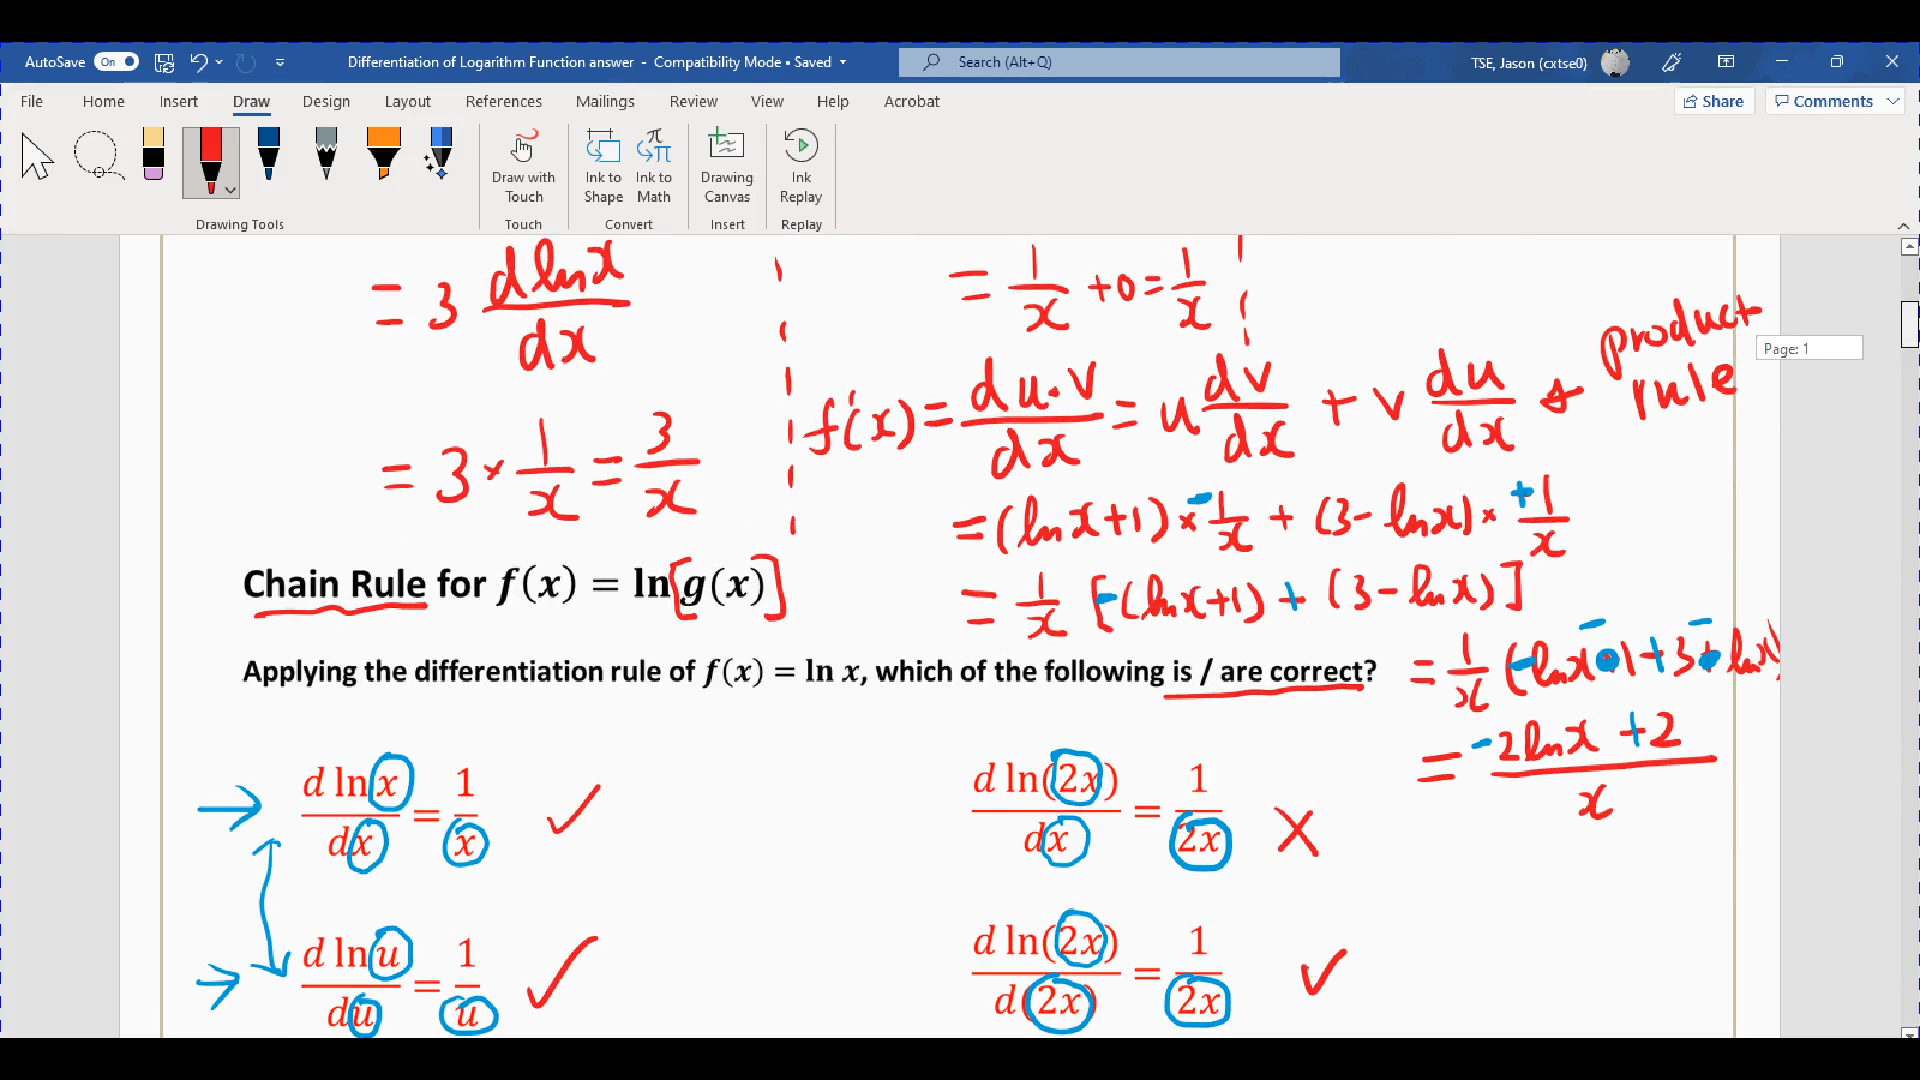 AutoSave On Differentiation of Logarithm Function answer - Compatibility Mode • Saved Search (Alt+Q) TSE, Jason (cxtse0)
File Home Insert Draw Design Layout References Mailings Review View Help Acrobat Share Comments
Draw with Touch
Ink to Shape
Ink to Math
Drawing Canvas
Ink Replay
Drawing Tools Touch Convert Insert Replay
= 3 d ln x / dx
= 3 × 1/x = 3/x
= 1/x + 0 = 1/x
product rule
Page: 1
f'(x) = d u·v / dx = u dv/dx + v du/dx
= (ln x + 1) × -1/x + (3 - ln x) × +1/x
= 1/x [-(ln x + 1) + (3 - ln x)]
= 1/x (-ln x - 1 + 3 - ln x)
= -2 ln x + 2 / x
Chain Rule for f(x) = ln[g(x)]
Applying the differentiation rule of f(x) = ln x, which of the following is / are correct?
d ln x / dx = 1/x ✓
d ln(2x) / dx = 1/2x ✗
d ln u / du = 1/u ✓
d ln(2x) / d(2x) = 1/2x ✓